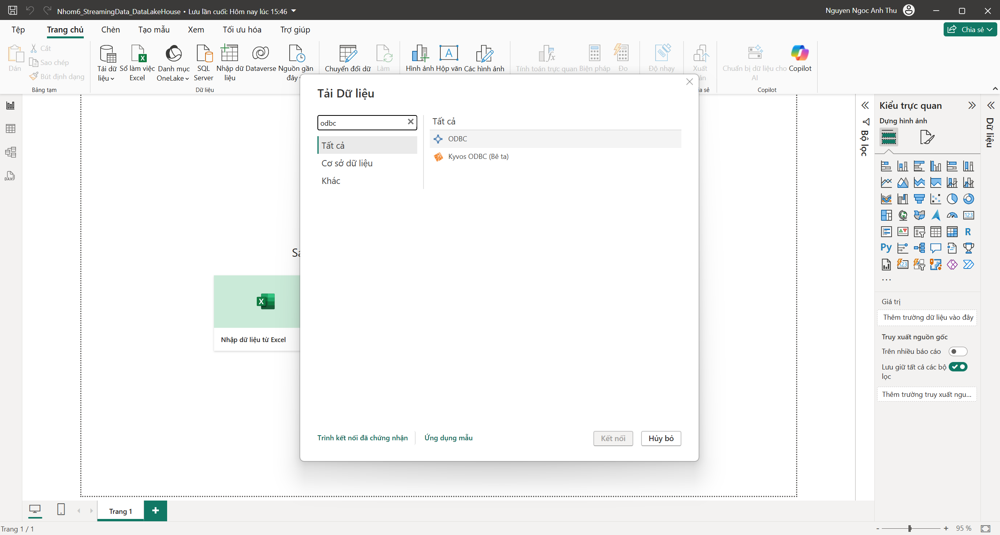 Nhom6_StreamingData_DataLakeHouse • Lưu lần cuối: Hôm nay lúc 15:46
Nguyen Ngoc Anh Thu
Tệp
Trang chủ
Chèn
Tạo mẫu
Xem
Tối ưu hóa
Trợ giúp
Chia sẻ
Dán
Cắt
Sao chép
Bút định dạng
Bảng tạm
Tải dữ
liệu
Sổ làm việc
Excel
Danh mục
OneLake
SQL
Server
Nhập dữ
liệu
Dataverse
Nguồn gần
đây
Dữ liệu
Chuyển đổi dữ
Làm
Hình ảnh
Hộp văn
Các hình ảnh
Tính toán trực quan
Biện pháp
Đo
Độ nhạy
Xuất
Chuẩn bị dữ liệu cho
AI
Copilot
Copilot
Tải Dữ liệu
odbc
Tất cả
Cơ sở dữ liệu
Khác
Tất cả
ODBC
Kyvos ODBC (Bê ta)
Trình kết nối đã chứng nhận
Ứng dụng mẫu
Kết nối
Hủy bỏ
Nhập dữ liệu từ Excel
DAX
Bộ lọc
Kiểu trực quan
Dựng hình ảnh
123
R
Py
123
Giá trị
Thêm trường dữ liệu vào đây
Truy xuất nguồn gốc
Trên nhiều báo cáo
Lưu giữ tất cả các bộ
lọc
Thêm trường truy xuất ngu...
Dữ liệu
Trang 1
Trang 1 / 1
- + 95 %